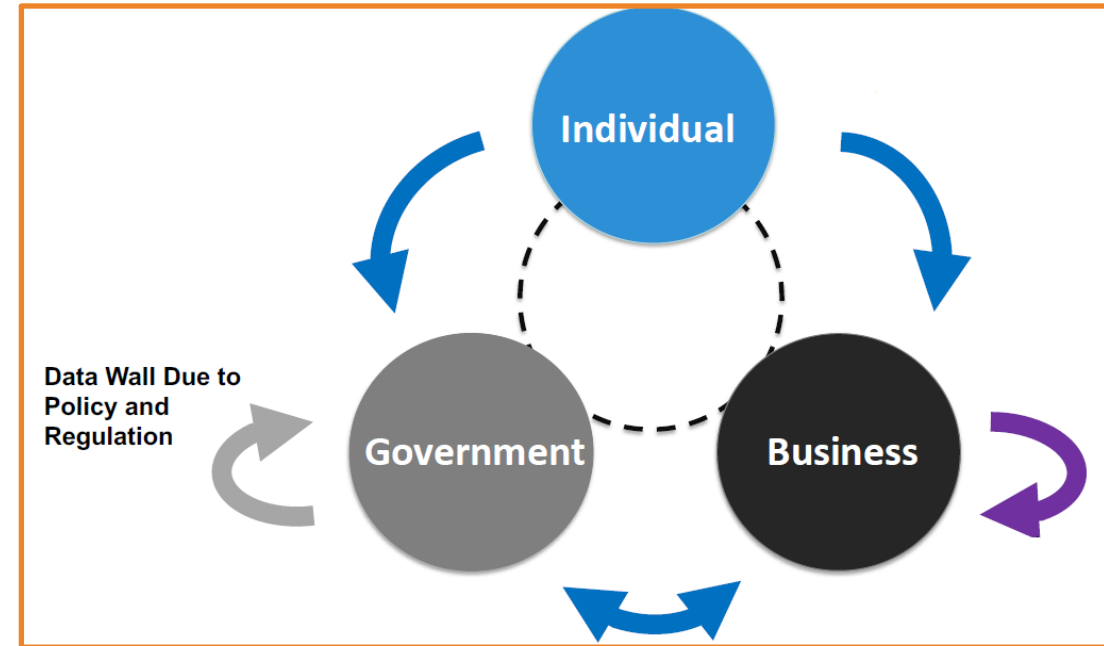 Individual
Data Wall Due to
Policy and
Regulation
Government
Business